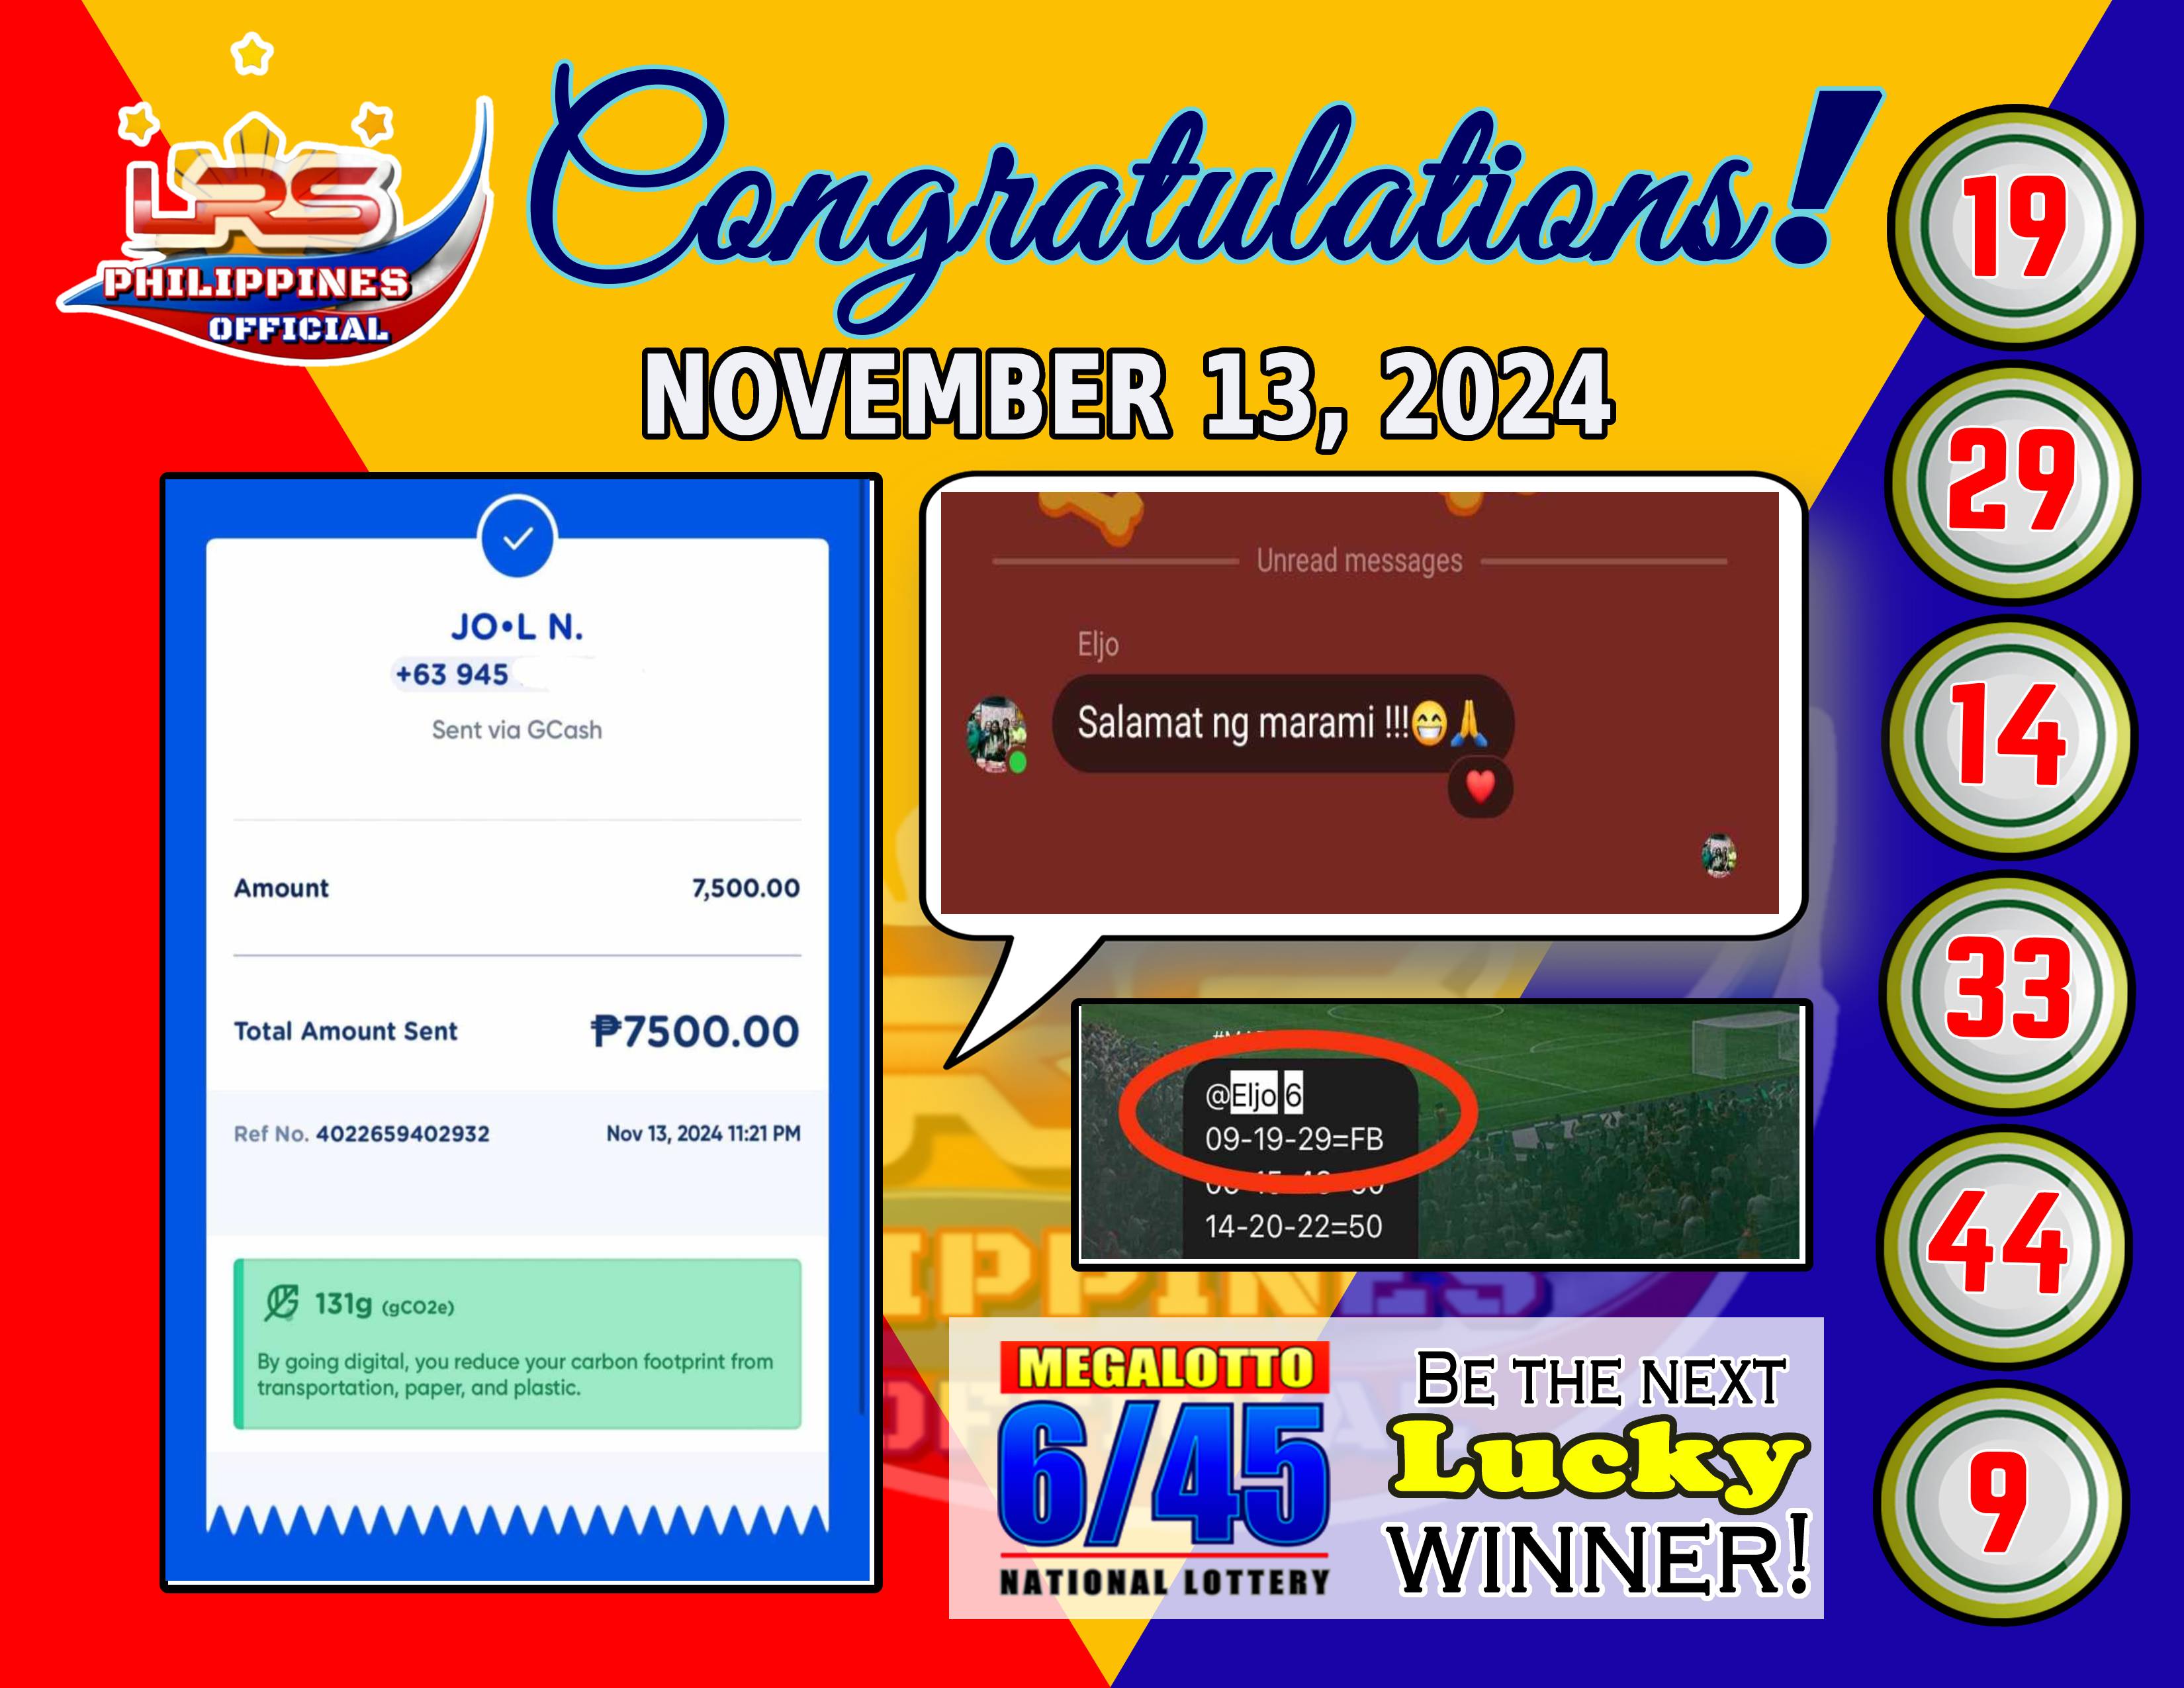 LRS
PHILIPPINES
OFFICIAL
Congratulations!
NOVEMBER 13, 2024
JO•L N.
+63 945
Sent via GCash
Amount 7,500.00
Total Amount Sent ₱7500.00
Ref No. 4022659402932 Nov 13, 2024 11:21 PM
131g (gCO2e)
By going digital, you reduce your carbon footprint from
transportation, paper, and plastic.
Unread messages
Eljo
Salamat ng marami !!!😁🙏
❤️
@Eljo 6
09-19-29=FB
14-20-22=50
MEGALOTTO
6/45
NATIONAL LOTTERY
BE THE NEXT
Lucky
WINNER!
19
29
14
33
44
9